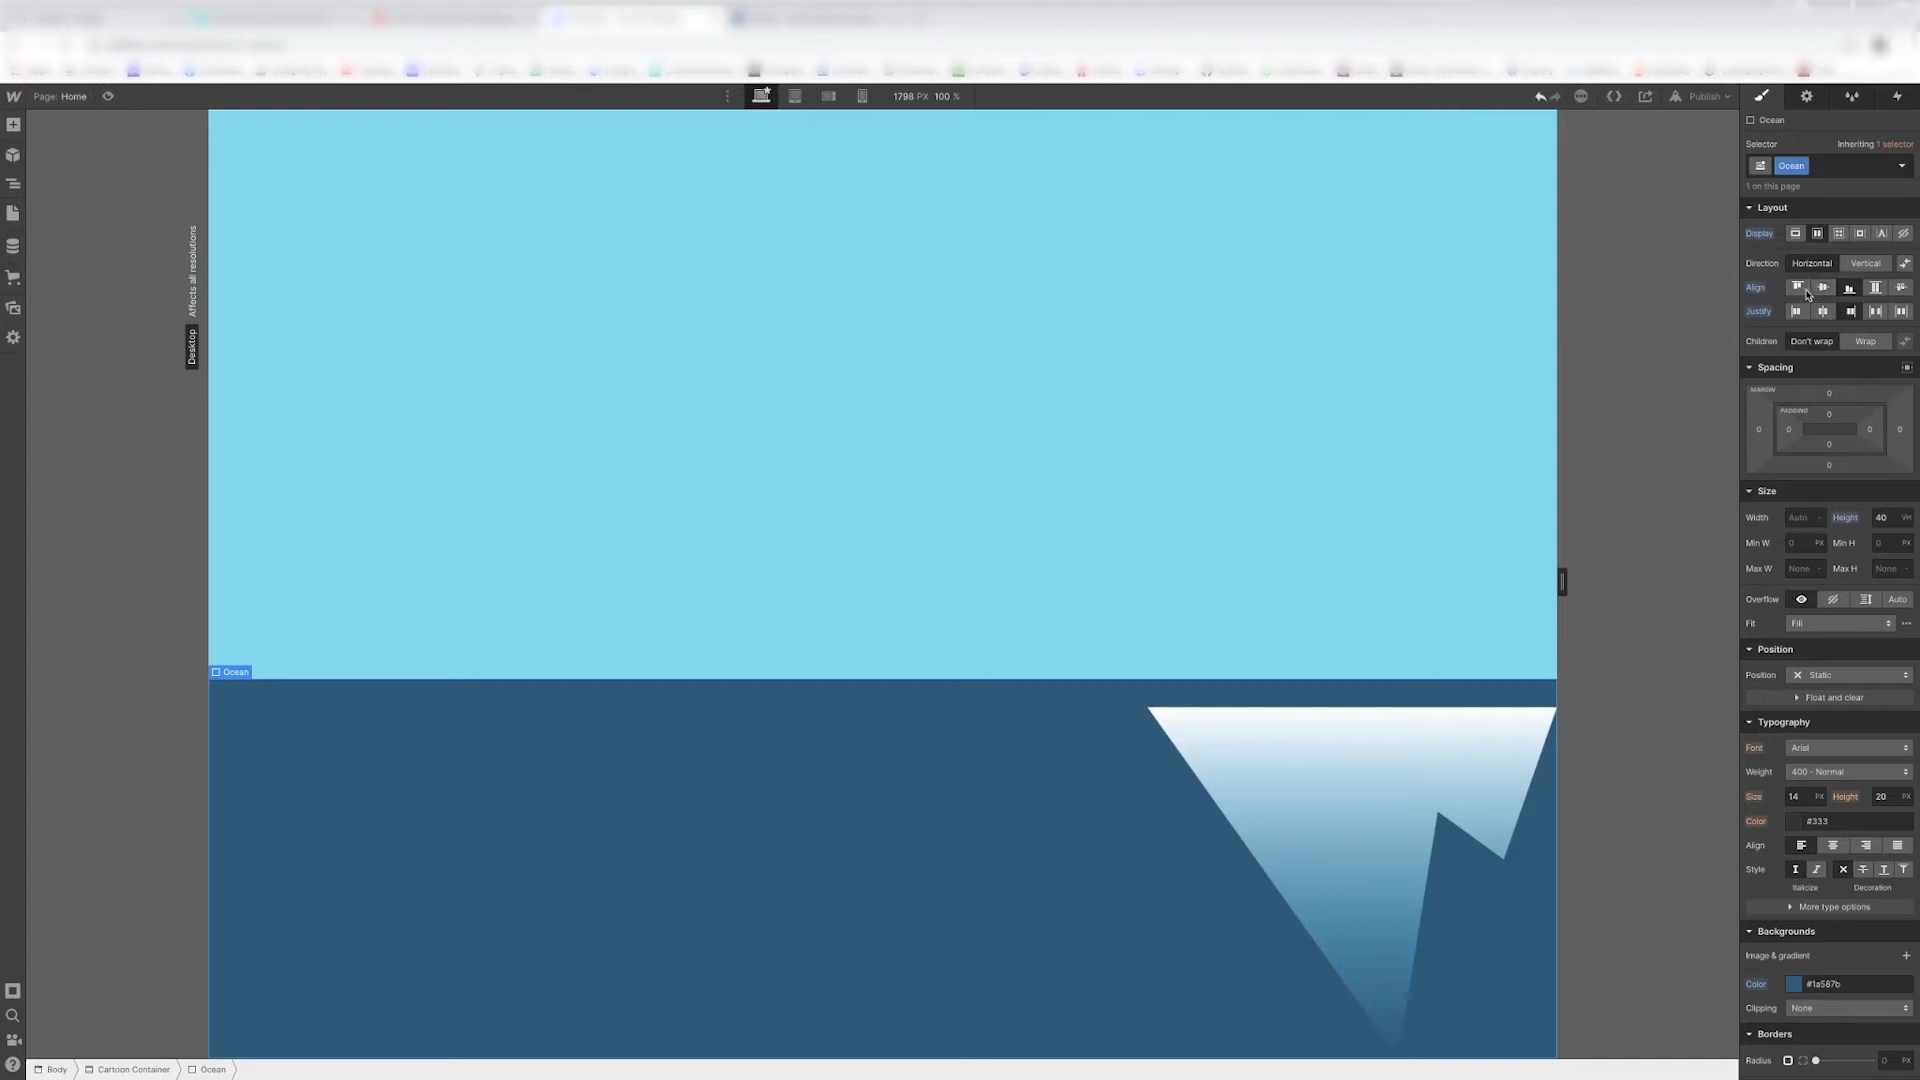 Page: Home
1798 PX 100 %
Publish
Ocean
Selector
Inheriting 1 selector
Ocean
1 on this page
Layout
Display
Direction Horizontal Vertical
Align
Justify
Children Don't wrap Wrap
Spacing
MARGIN
0
PADDING
0
0 0 0 0
0
0
Size
Width Auto - Height 40 VH
Min W 0 PX Min H 0 PX
Max W None - Max H None -
Overflow Auto
Fit Fill
Position
Position Static
Float and clear
Typography
Font Arial
Weight 400 - Normal
Size 14 PX Height 20 PX
Color #333
Align
Style
Italicize Decoration
More type options
Backgrounds
Image & gradient
Color #1a587b
Clipping None
Borders
Radius 0 PX
Affects all resolutions
Desktop
Ocean
Body Cartoon Container Ocean